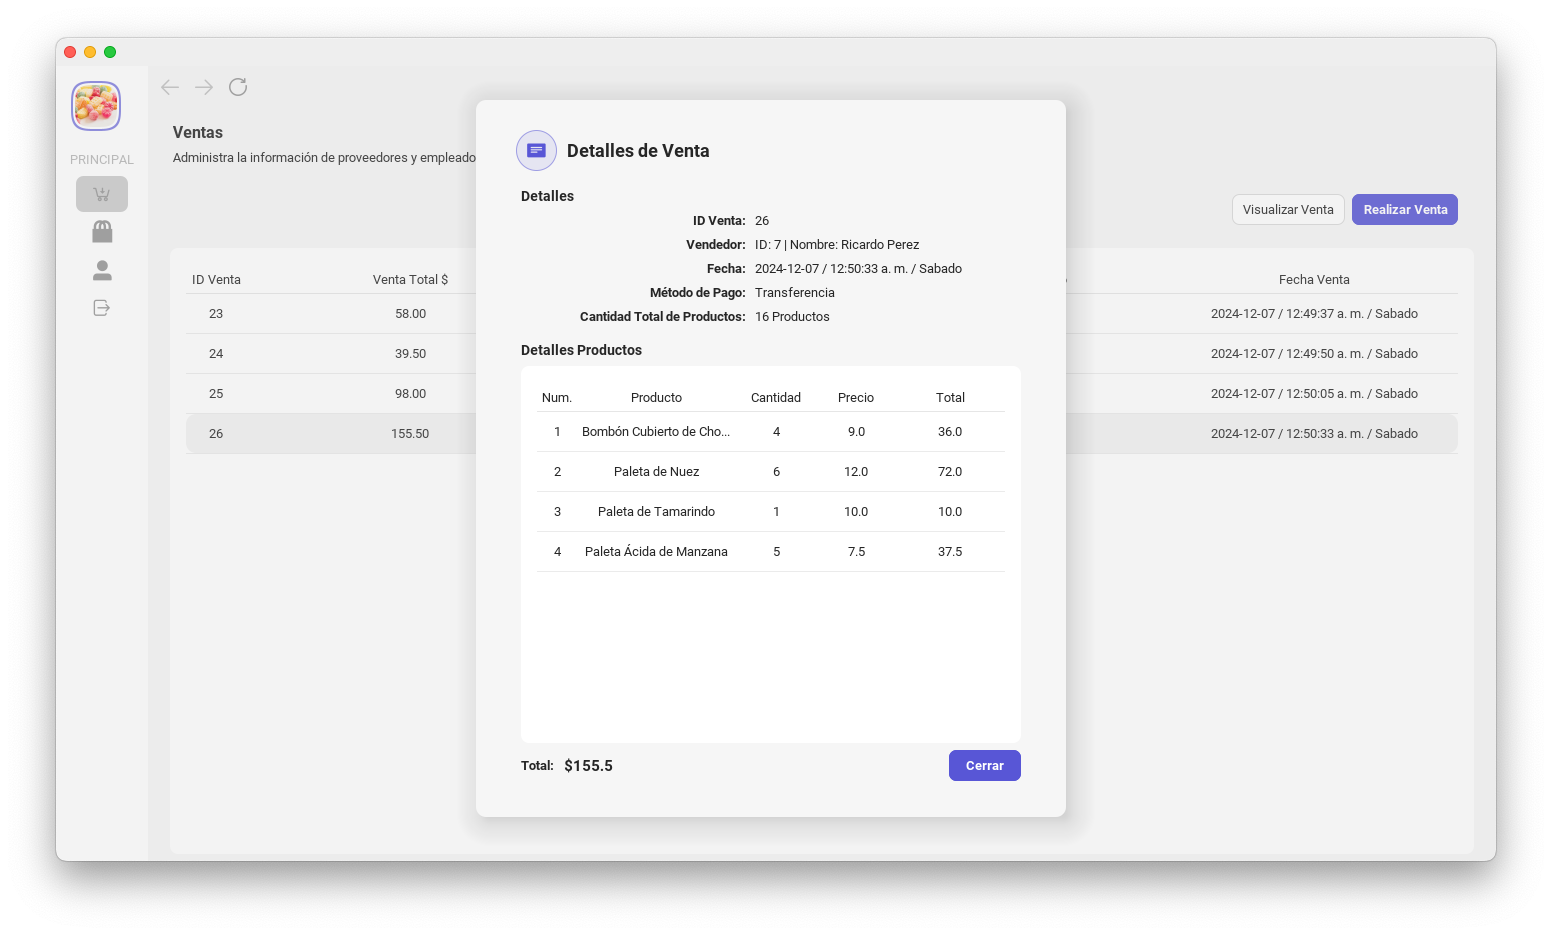 Ventas
Administra la información de proveedores y empleado
PRINCIPAL
Visualizar Venta
Realizar Venta
ID Venta Venta Total $ Fecha Venta
23 58.00 2024-12-07 / 12:49:37 a. m. / Sabado
24 39.50 2024-12-07 / 12:49:50 a. m. / Sabado
25 98.00 2024-12-07 / 12:50:05 a. m. / Sabado
26 155.50 2024-12-07 / 12:50:33 a. m. / Sabado
Detalles de Venta
Detalles
ID Venta: 26
Vendedor: ID: 7 | Nombre: Ricardo Perez
Fecha: 2024-12-07 / 12:50:33 a. m. / Sabado
Método de Pago: Transferencia
Cantidad Total de Productos: 16 Productos
Detalles Productos
Num. Producto Cantidad Precio Total
1 Bombón Cubierto de Cho... 4 9.0 36.0
2 Paleta de Nuez 6 12.0 72.0
3 Paleta de Tamarindo 1 10.0 10.0
4 Paleta Ácida de Manzana 5 7.5 37.5
Total: $155.5
Cerrar